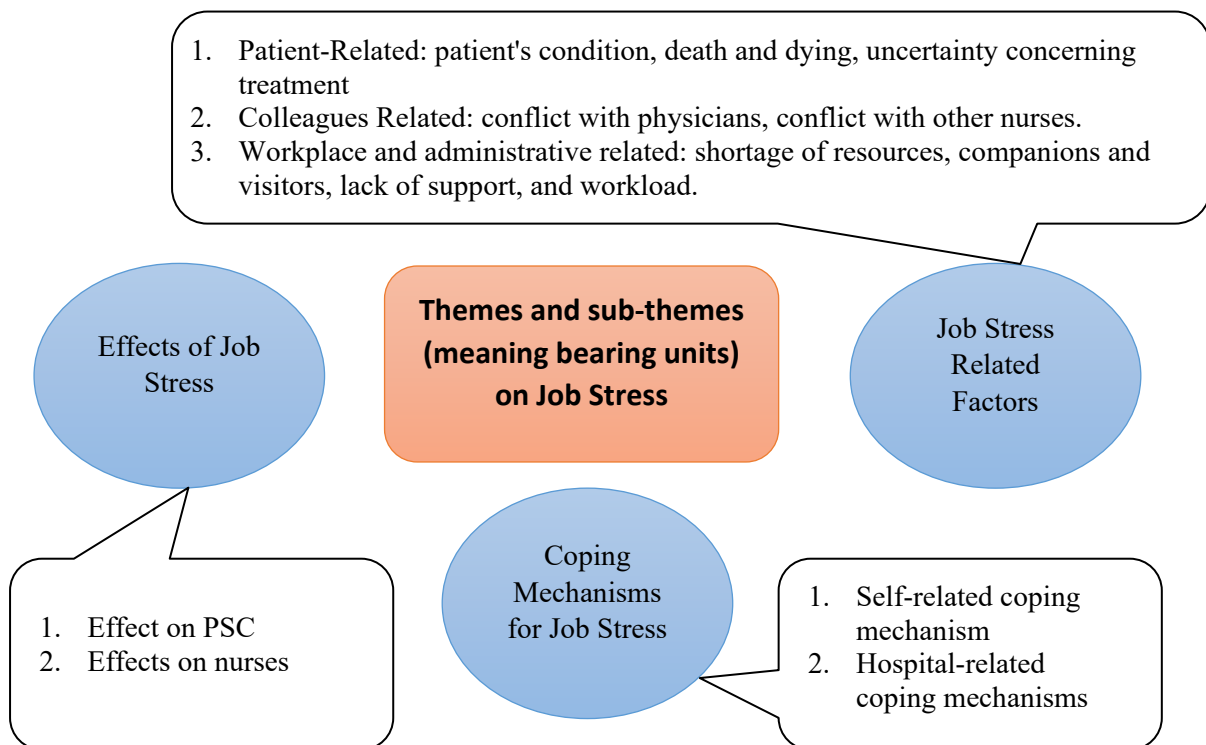 1. Patient-Related: patient's condition, death and dying, uncertainty concerning
treatment
2. Colleagues Related: conflict with physicians, conflict with other nurses.
3. Workplace and administrative related: shortage of resources, companions and
visitors, lack of support, and workload.
Effects of Job
Stress
Themes and sub-themes
(meaning bearing units)
on Job Stress
Job Stress
Related
Factors
Coping
Mechanisms
for Job Stress
1. Effect on PSC
2. Effects on nurses
1. Self-related coping
mechanism
2. Hospital-related
coping mechanisms